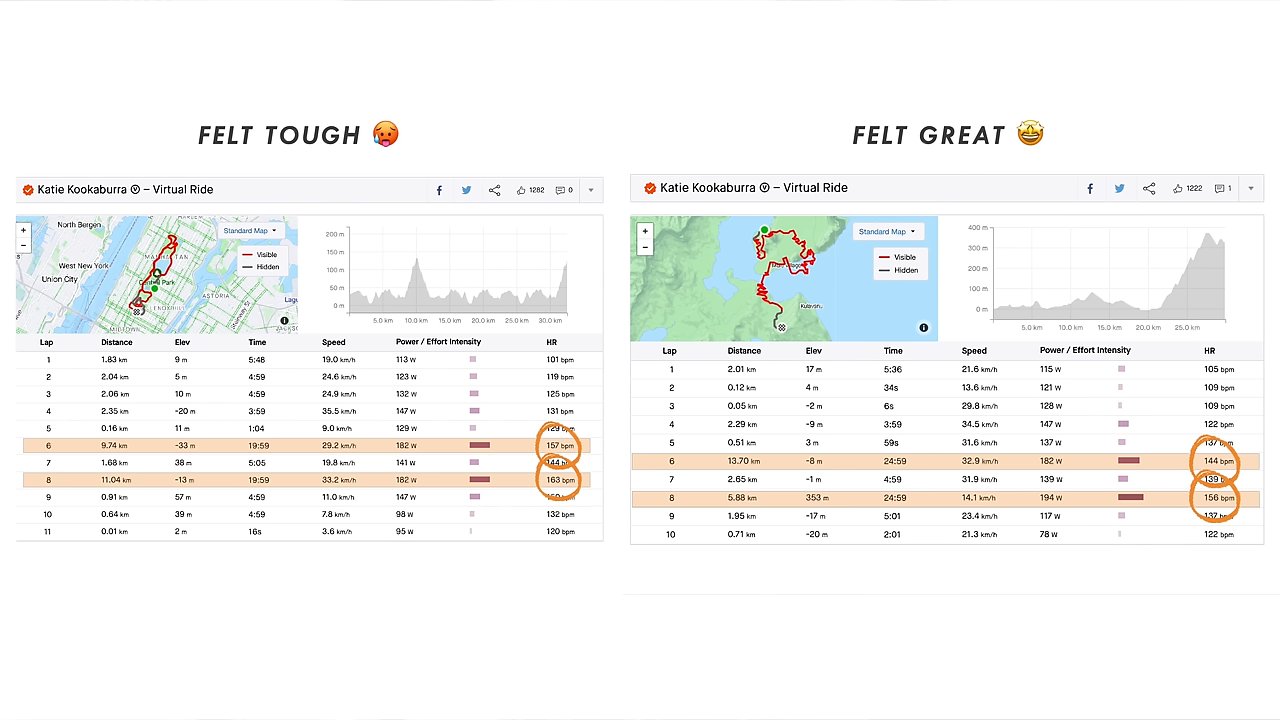 FELT TOUGH 🥵
FELT GREAT 🤩
Katie Kookaburra Ⓥ – Virtual Ride
1282
0
+
−
North Bergen
HARLEM
West New York
Union City
MANHATTAN
Central Park
ASTORIA
LENOX HILL
MIDTOWN
Standard Map
Visible
Hidden
200 m
150 m
100 m
50 m
0 m
5.0 km 10.0 km 15.0 km 20.0 km 25.0 km 30.0 km
Lap Distance Elev Time Speed Power / Effort Intensity HR
1 1.83 km 9 m 5:48 19.0 km/h 113 W 101 bpm
2 2.04 km 5 m 4:59 24.6 km/h 123 W 119 bpm
3 2.06 km 10 m 4:59 24.9 km/h 132 W 125 bpm
4 2.35 km -20 m 3:59 35.5 km/h 147 W 131 bpm
5 0.16 km 11 m 1:04 9.0 km/h 129 W 129 bpm
6 9.74 km -33 m 19:59 29.2 km/h 182 W 157 bpm
7 1.68 km 38 m 5:05 19.8 km/h 141 W 144 bpm
8 11.04 km -13 m 19:59 33.2 km/h 182 W 163 bpm
9 0.91 km 57 m 4:59 11.0 km/h 147 W 150 bpm
10 0.64 km 39 m 4:59 7.8 km/h 98 W 132 bpm
11 0.01 km 2 m 16s 3.6 km/h 95 W 120 bpm
Katie Kookaburra Ⓥ – Virtual Ride
1222
1
+
−
Standard Map
Visible
Hidden
400 m
300 m
200 m
100 m
0 m
5.0 km 10.0 km 15.0 km 20.0 km 25.0 km
Lap Distance Elev Time Speed Power / Effort Intensity HR
1 2.01 km 17 m 5:36 21.6 km/h 115 W 105 bpm
2 0.12 km 4 m 34s 13.6 km/h 121 W 109 bpm
3 0.05 km -2 m 6s 29.8 km/h 128 W 109 bpm
4 2.29 km -9 m 3:59 34.5 km/h 147 W 122 bpm
5 0.51 km 3 m 59s 31.6 km/h 137 W 137 bpm
6 13.70 km -8 m 24:59 32.9 km/h 182 W 144 bpm
7 2.65 km -1 m 4:59 31.9 km/h 139 W 139 bpm
8 5.88 km 353 m 24:59 14.1 km/h 194 W 156 bpm
9 1.95 km -17 m 5:01 23.4 km/h 117 W 137 bpm
10 0.71 km -20 m 2:01 21.3 km/h 78 W 122 bpm